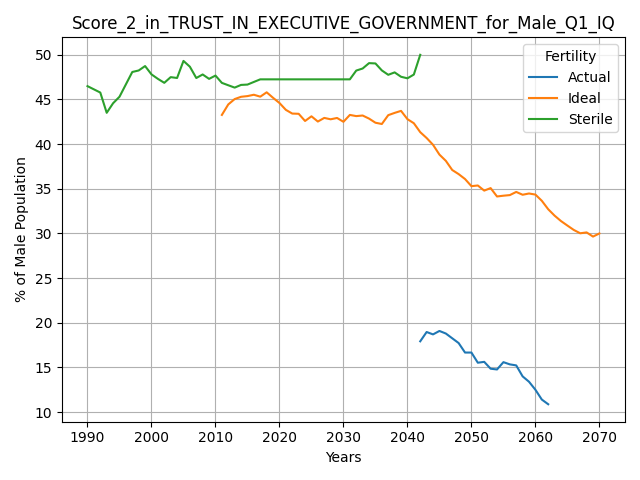 Score_2_in_TRUST_IN_EXECUTIVE_GOVERNMENT_for_Male_Q1_IQ
Fertility
Actual
Ideal
Sterile
% of Male Population
50
45
40
35
30
25
20
15
10
1990 2000 2010 2020 2030 2040 2050 2060 2070
Years